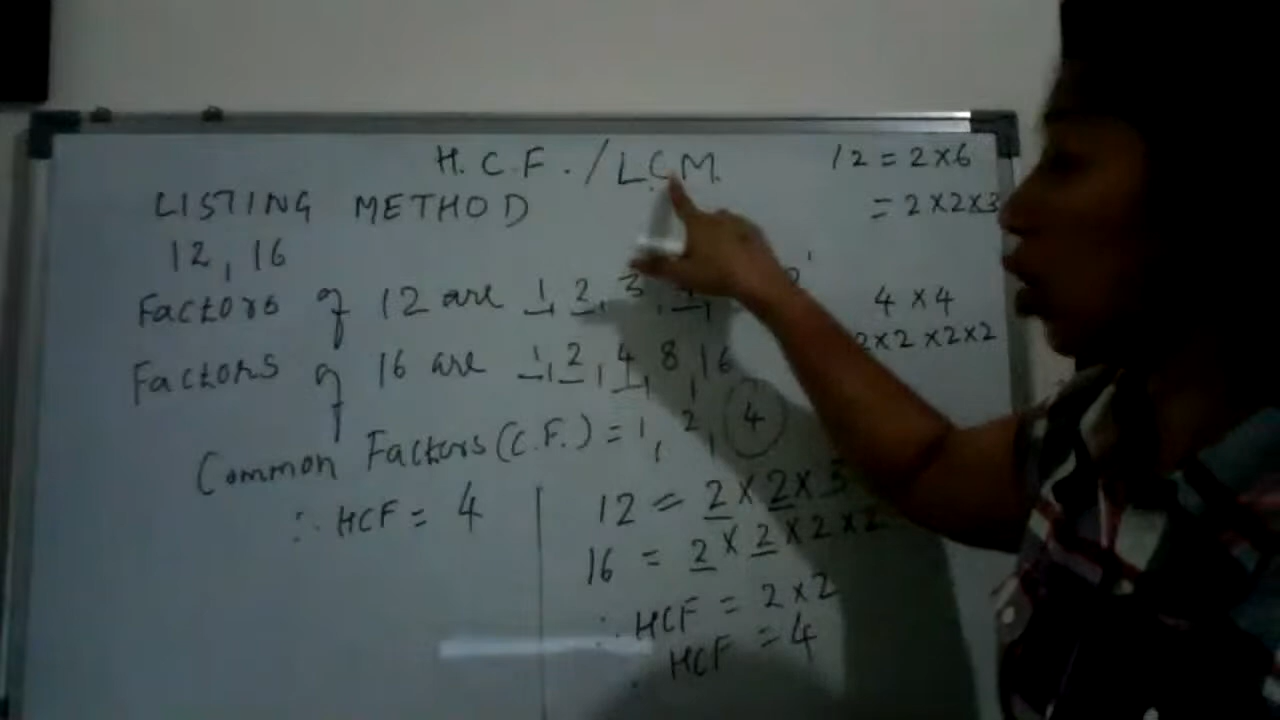 H.C.F./LCM.
LISTING METHOD
12, 16
Factors of 12 are 1, 2, 3,
Factors of 16 are 1, 2, 4, 8, 16
Common Factors (C.F.) = 1, 2, 4
∴ HCF = 4
12 = 2×2×3
16 = 2×2×2×2
∴ HCF = 2×2
HCF = 4
12 = 2×6
= 2×2×3
4×4
2×2×2×2